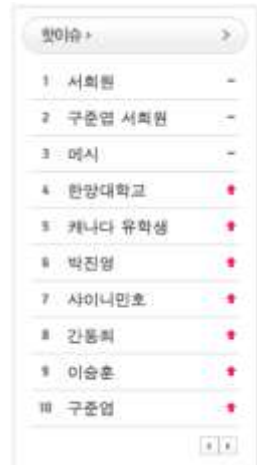 핫이슈
1 서희원
2 구준엽 서희원
3 메시
4 한양대학교
5 캐나다 유학생
6 박진영
7 샤이니민호
8 간동희
9 이승훈
10 구준엽